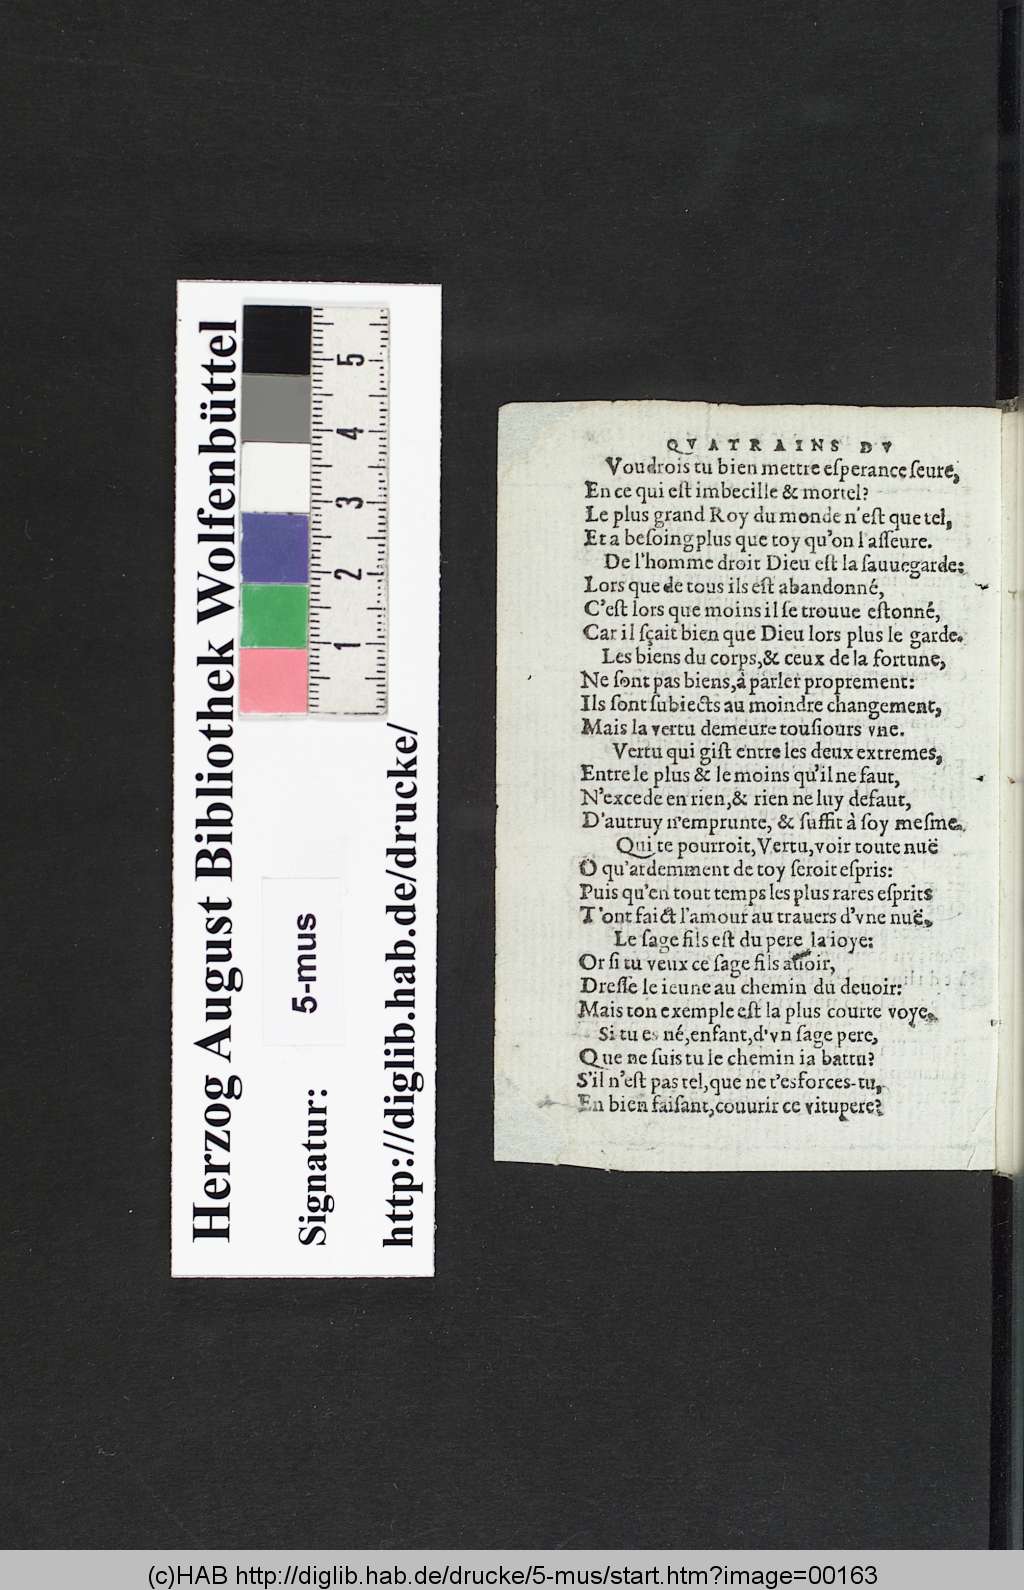 Herzog August Bibliothek Wolfenbüttel
1 2 3 4 5
Signatur: 5-mus
http://diglib.hab.de/drucke/
QVATRAINS DV
Voudrois tu bien mettre eſperance ſeure,
En ce qui eſt imbecille & mortel?
Le plus grand Roy du monde n'eſt que tel,
Et a beſoing plus que toy qu'on l'aſſeure.
De l'homme droit Dieu eſt la ſauuegarde:
Lors que de tous ils eſt abandonné,
C'eſt lors que moins il ſe trouue eſtonné,
Car il ſçait bien que Dieu lors plus le garde.
Les biens du corps,& ceux de la fortune,
Ne ſont pas biens,à parler proprement:
Ils ſont ſubiects au moindre changement,
Mais la vertu demeure touſiours vne.
Vertu qui giſt entre les deux extremes,
Entre le plus & le moins qu'il ne faut,
N'excede en rien,& rien ne luy defaut,
D'autruy n'emprunte, & ſuffit à ſoy meſme.
Qui te pourroit,Vertu,voir toute nuë
O qu'ardemment de toy ſeroit eſpris:
Puis qu'en tout temps les plus rares eſprits
T'ont faict l'amour au trauers d'vne nuë.
Le ſage fils eſt du pere la ioye:
Or ſi tu veux ce ſage fils auoir,
Dreſſe le ieune au chemin du deuoir:
Mais ton exemple eſt la plus courte voye.
Si tu es né,enfant,d'vn ſage pere,
Que ne ſuis tu le chemin ia battu?
S'il n'eſt pas tel,que ne t'esforces-tu,
En bien faiſant,couurir ce vitupere?
(c)HAB http://diglib.hab.de/drucke/5-mus/start.htm?image=00163